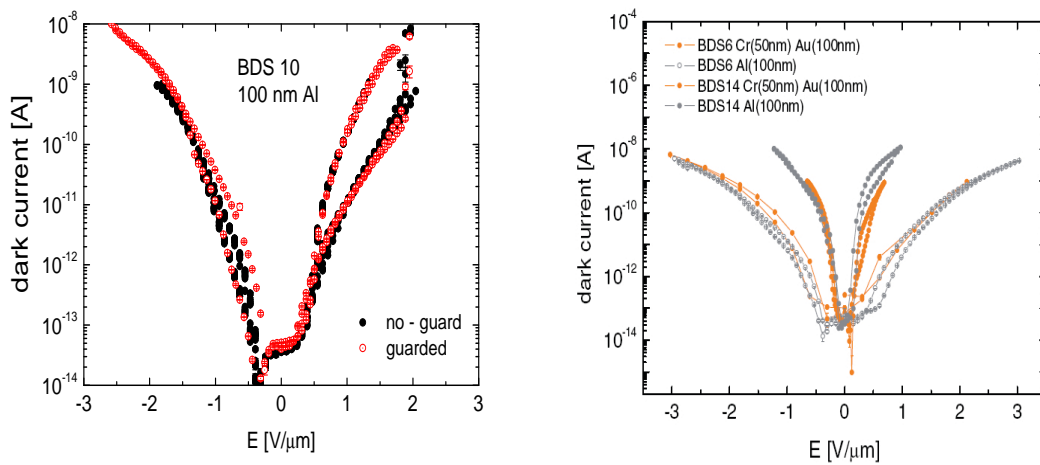 10⁻⁸
10⁻⁹
10⁻¹⁰
10⁻¹¹
10⁻¹²
10⁻¹³
10⁻¹⁴
dark current [A]
BDS 10
100 nm Al
no - guard
guarded
-3 -2 -1 0 1 2 3
E [V/μm]
10⁻⁴
10⁻⁶
10⁻⁸
10⁻¹⁰
10⁻¹²
10⁻¹⁴
dark current [A]
BDS6 Cr(50nm) Au(100nm)
BDS6 Al(100nm)
BDS14 Cr(50nm) Au(100nm)
BDS14 Al(100nm)
-3 -2 -1 0 1 2 3
E [V/μm]